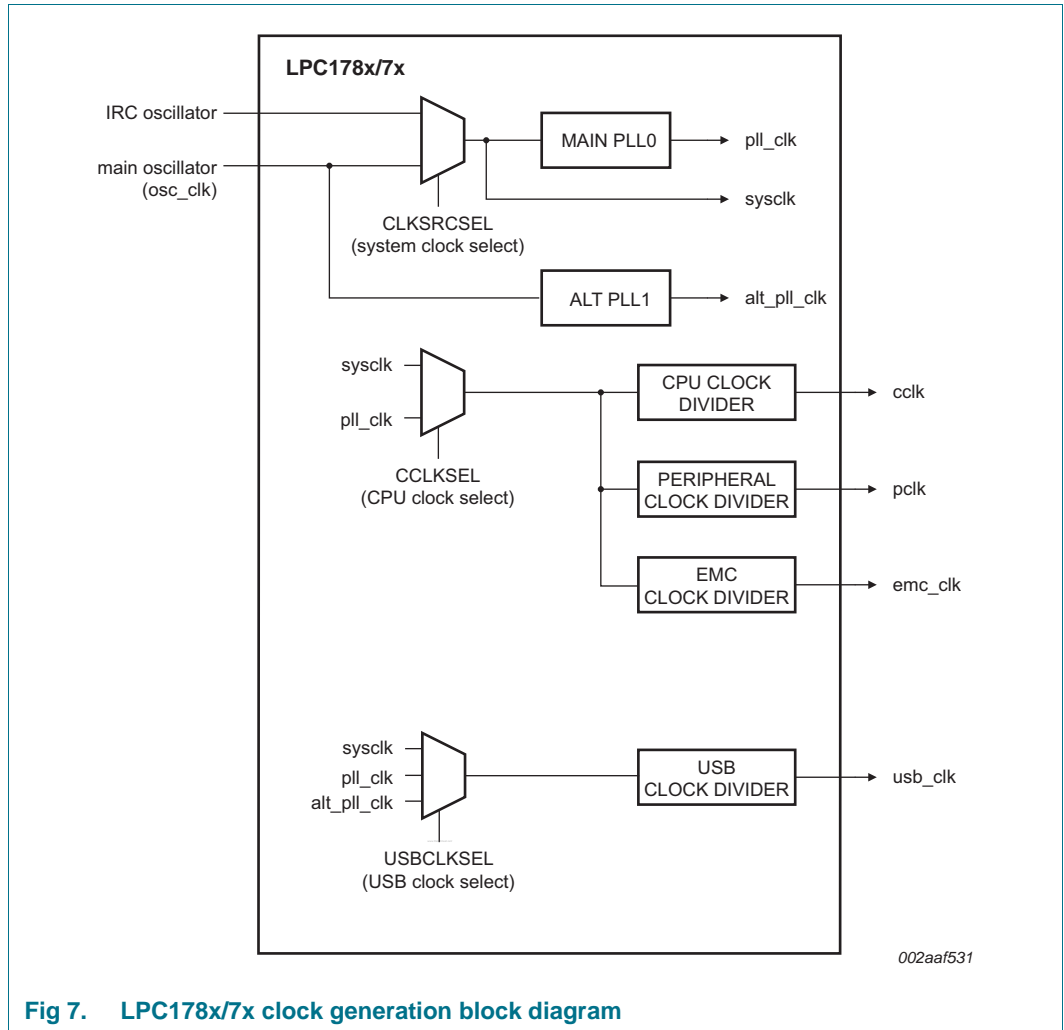 LPC178x/7x
IRC oscillator
main oscillator
(osc_clk)
CLKSRCSEL
(system clock select)
MAIN PLL0
pll_clk
sysclk
ALT PLL1
alt_pll_clk
sysclk
pll_clk
CCLKSEL
(CPU clock select)
CPU CLOCK
DIVIDER
cclk
PERIPHERAL
CLOCK DIVIDER
pclk
EMC
CLOCK DIVIDER
emc_clk
sysclk
pll_clk
alt_pll_clk
USBCLKSEL
(USB clock select)
USB
CLOCK DIVIDER
usb_clk
002aaf531
Fig 7. LPC178x/7x clock generation block diagram